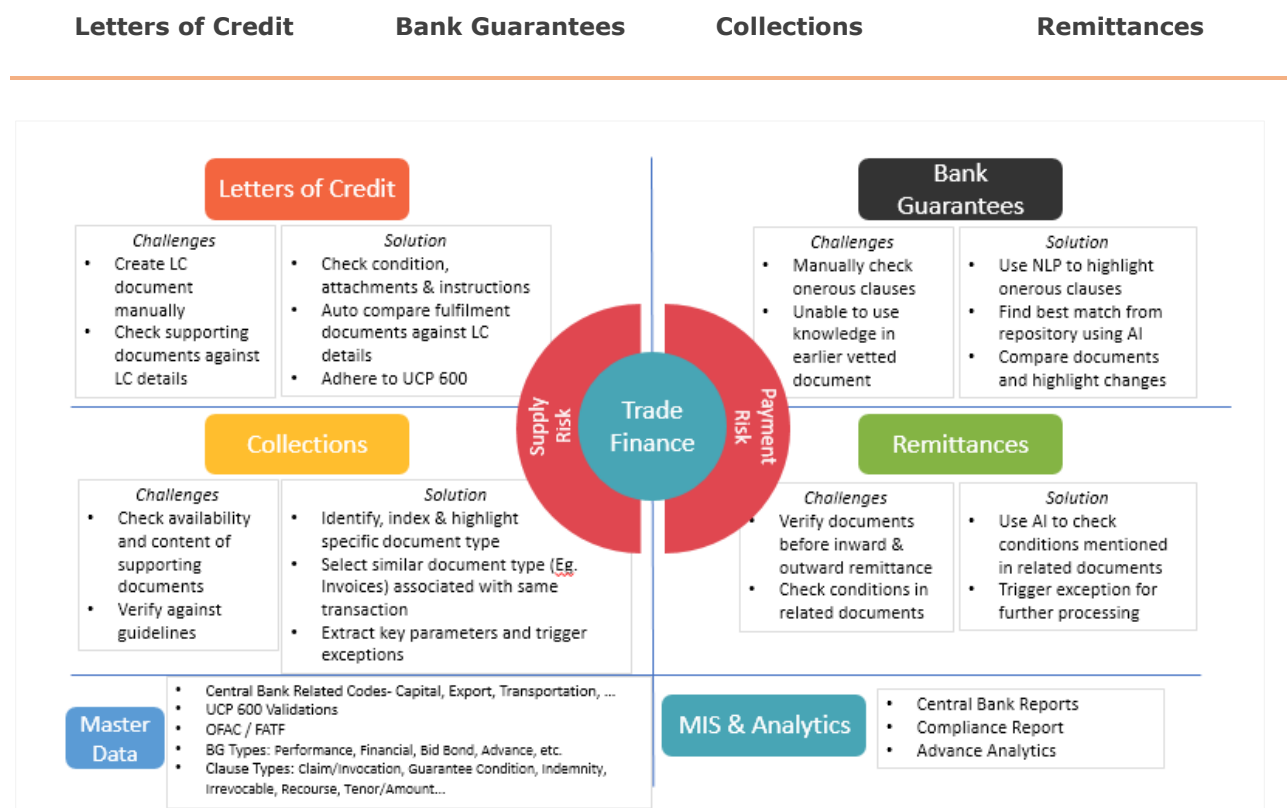 Letters of Credit
Bank Guarantees
Collections
Remittances
Letters of Credit
Challenges
• Create LC
document
manually
• Check supporting
documents against
LC details
Solution
• Check condition,
attachments & instructions
• Auto compare fulfilment
documents against LC
details
• Adhere to UCP 600
Bank
Guarantees
Challenges
• Manually check
onerous clauses
• Unable to use
knowledge in
earlier vetted
document
Solution
• Use NLP to highlight
onerous clauses
• Find best match from
repository using AI
• Compare documents
and highlight changes
Supply
Risk
Trade
Finance
Payment
Risk
Collections
Challenges
• Check availability
and content of
supporting
documents
• Verify against
guidelines
Solution
• Identify, index & highlight
specific document type
• Select similar document type (Eg.
Invoices) associated with same
transaction
• Extract key parameters and trigger
exceptions
Remittances
Challenges
• Verify documents
before inward &
outward remittance
• Check conditions in
related documents
Solution
• Use AI to check
conditions mentioned
in related documents
• Trigger exception for
further processing
Master
Data
• Central Bank Related Codes- Capital, Export, Transportation, ...
• UCP 600 Validations
• OFAC / FATF
• BG Types: Performance, Financial, Bid Bond, Advance, etc.
• Clause Types: Claim/Invocation, Guarantee Condition, Indemnity,
Irrevocable, Recourse, Tenor/Amount...
MIS & Analytics
• Central Bank Reports
• Compliance Report
• Advance Analytics